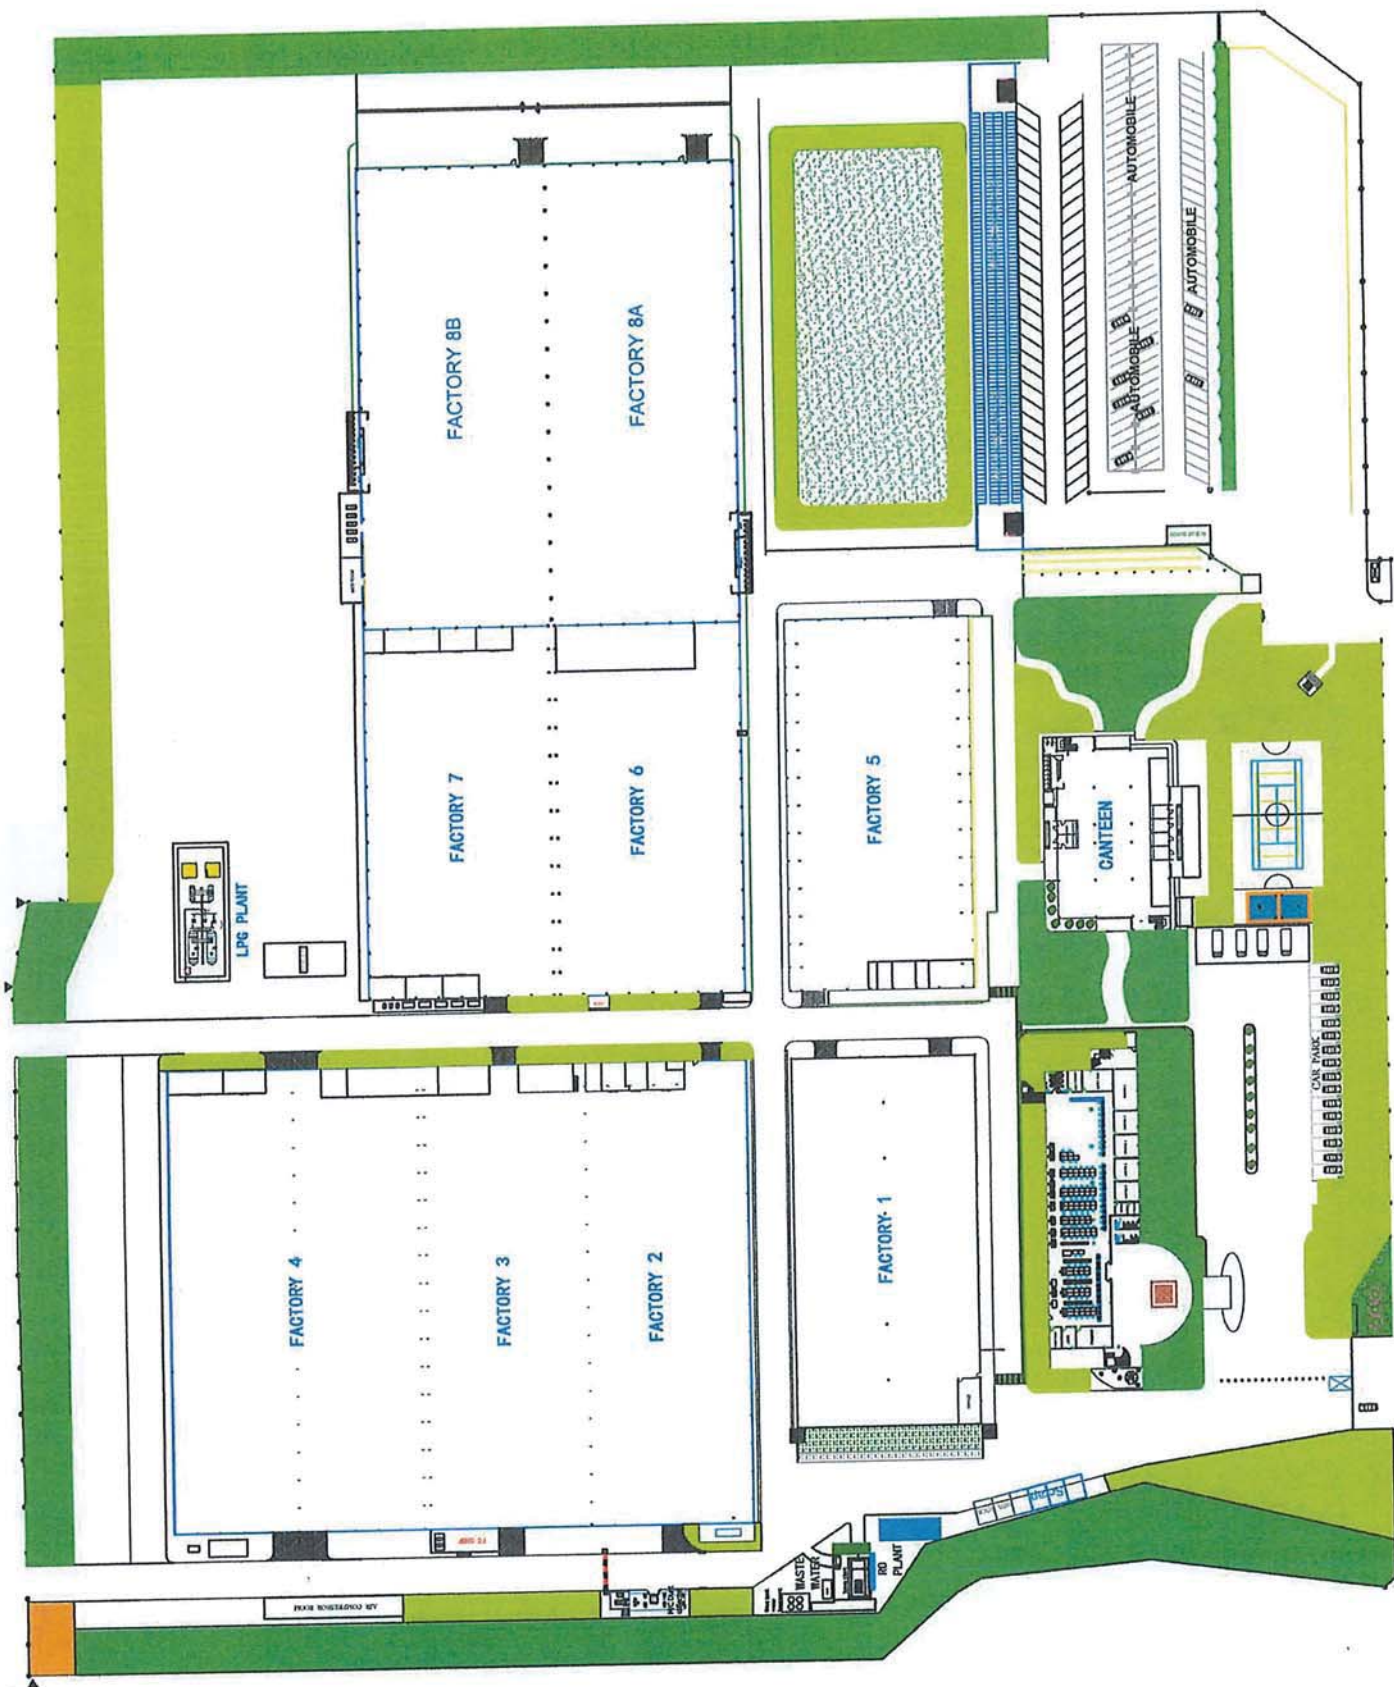 AUTOMOBILE
AUTOMOBILE
AUTOMOBILE
FACTORY 8B
FACTORY 8A
FACTORY 7
FACTORY 6
FACTORY 5
CANTEEN
LPG PLANT
CAR PARK
FACTORY 4
FACTORY 3
FACTORY 2
FACTORY 1
AIR COMPRESSOR ROOM
WASTE
WATER
RO
PLANT
Scrap